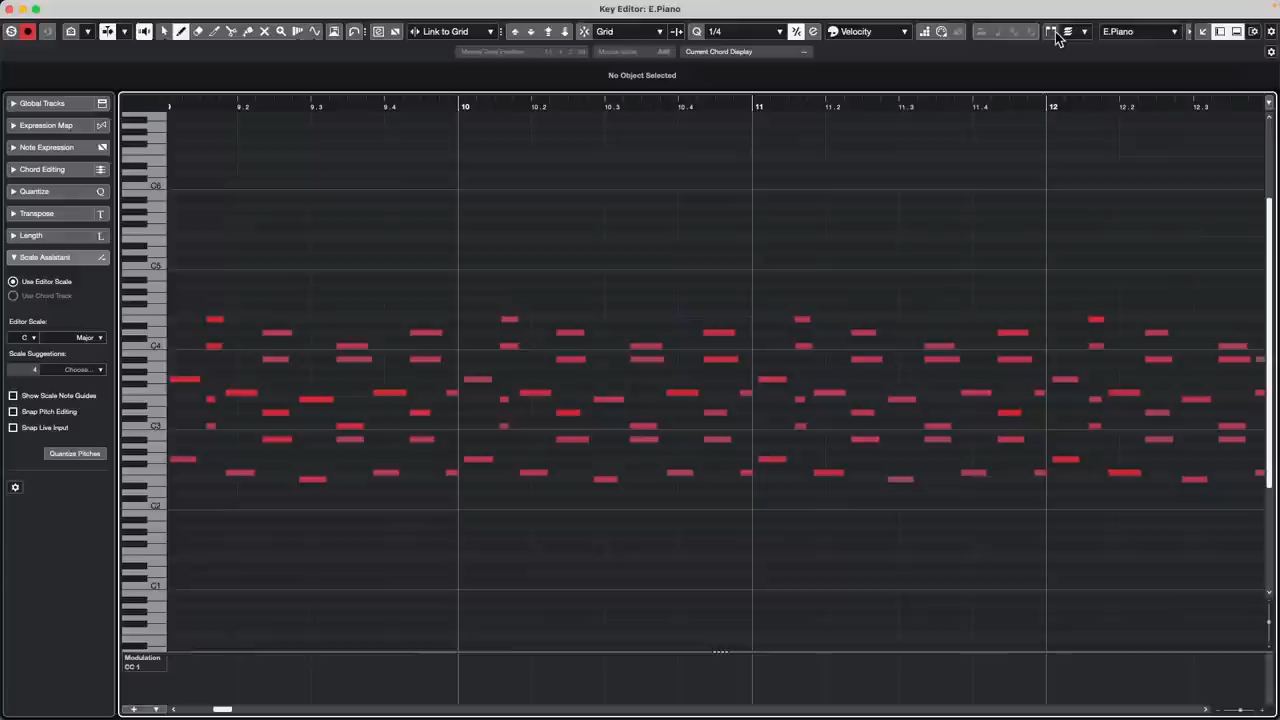 Key Editor: E.Piano
Link to Grid
Grid
1/4
Velocity
E.Piano
Current Chord Display
No Object Selected
Global Tracks
Expression Map
Note Expression
Chord Editing
Quantize Q
Transpose T
Length L
Scale Assistant
Use Editor Scale
Use Chord Track
Editor Scale:
C Major
Scale Suggestions:
4 Choose...
Show Scale Note Guides
Snap Pitch Editing
Snap Live Input
Quantize Pitches
9.2 9.3 9.4 10 10.2 10.3 10.4 11 11.2 11.3 11.4 12 12.2 12.3
C6
C5
C4
C3
C2
C1
Modulation
CC 1